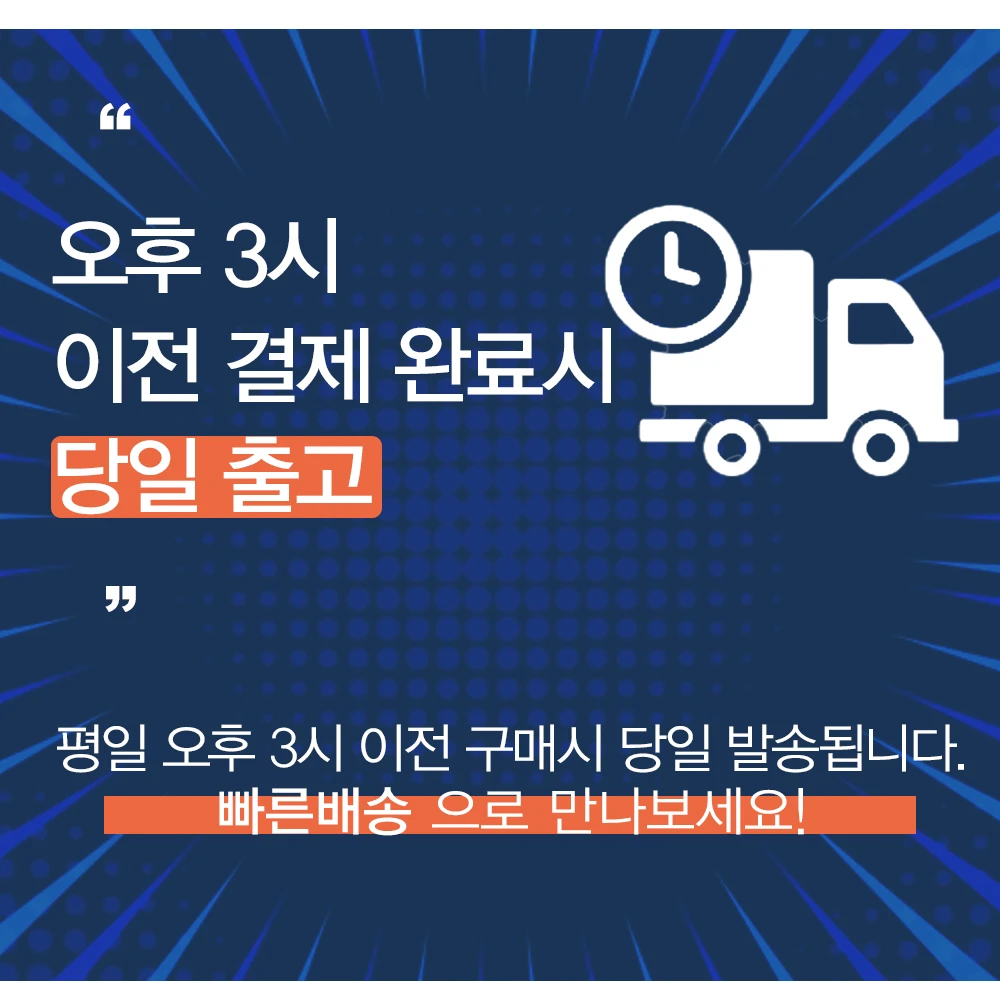 “
오후 3시
이전 결제 완료시
당일 출고
”
평일 오후 3시 이전 구매시 당일 발송됩니다.
빠른배송 으로 만나보세요!